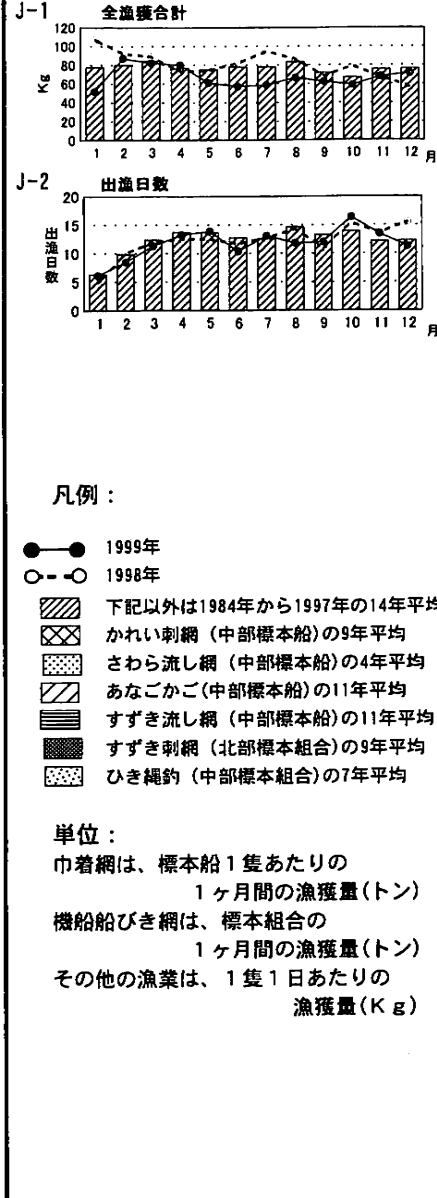 J-1 全漁獲合計
120
100
80
60
40
20
0
Kg
1 2 3 4 5 6 7 8 9 10 11 12 月
J-2 出漁日数
20
15
10
5
0
出漁日数
1 2 3 4 5 6 7 8 9 10 11 12 月
凡例：
1999年
1998年
下記以外は1984年から1997年の14年平均
かれい刺網（中部標本船）の9年平均
さわら流し網（中部標本船）の4年平均
あなごかご（中部標本船）の11年平均
すずき流し網（中部標本船）の11年平均
すずき刺網（北部標本組合）の9年平均
ひき縄釣（中部標本組合）の7年平均
単位：
巾着網は、標本船１隻あたりの
１ヶ月間の漁獲量(トン)
機船船びき網は、標本組合の
１ヶ月間の漁獲量(トン)
その他の漁業は、１隻１日あたりの
漁獲量(Ｋｇ)